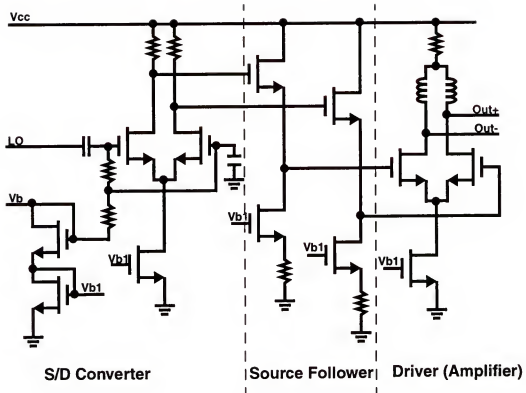 Vcc
Out+
Out-
LO
Vb
Vb1
Vb1
Vb1
Vb1
Vb1
S/D Converter
Source Follower
Driver (Amplifier)